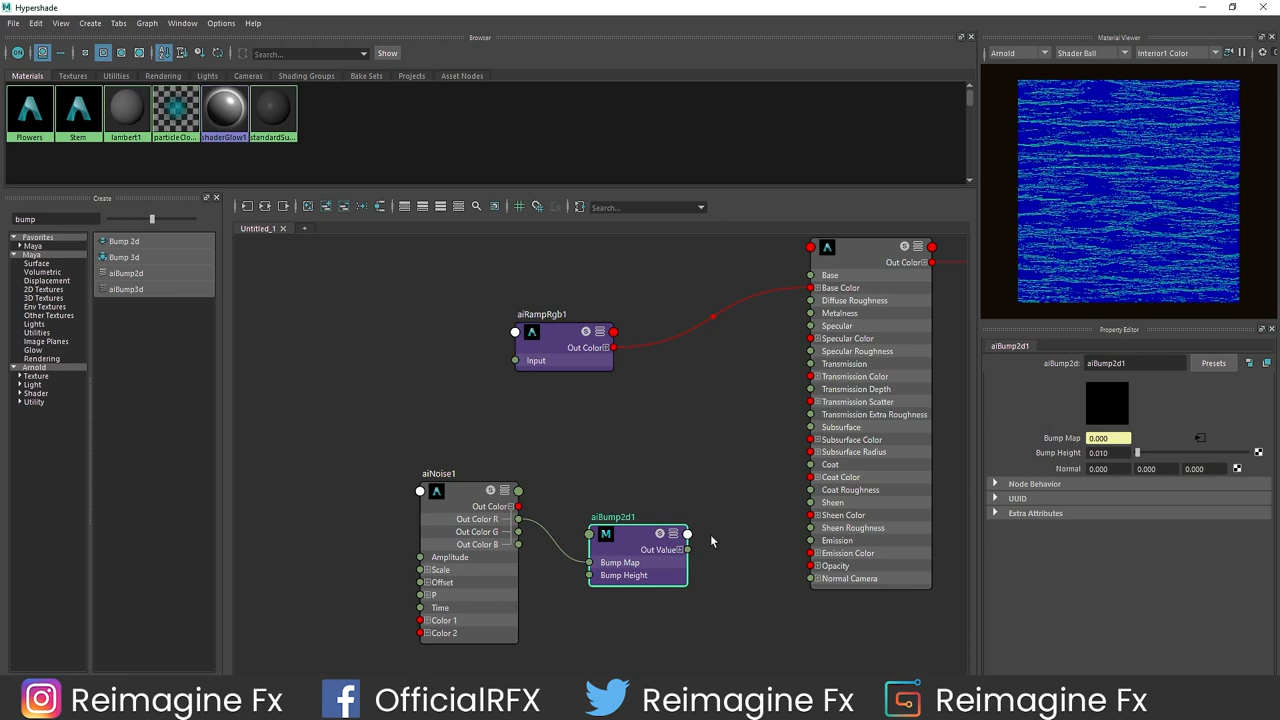 Hypershade
File Edit View Create Tabs Graph Window Options Help
Browser
Material Viewer
ON
Search...
Show
Arnold
Shader Ball
Interior1 Color
Materials Textures Utilities Rendering Lights Cameras Shading Groups Bake Sets Projects Asset Nodes
Flowers Stem lambert1 particleClo... shaderGlow1 standardSu...
Create
bump
Search...
Favorites
Maya
Maya
Surface
Volumetric
Displacement
2D Textures
3D Textures
Env Textures
Other Textures
Lights
Utilities
Image Planes
Glow
Rendering
Arnold
Texture
Light
Shader
Utility
Bump 2d
Bump 3d
aiBump2d
aiBump3d
Untitled_1
+
aiRampRgb1
Out Color
Input
aiNoise1
Out Color
Out Color R
Out Color G
Out Color B
Amplitude
Scale
Offset
P
Time
Color 1
Color 2
aiBump2d1
Out Value
Bump Map
Bump Height
Out Color
Base
Base Color
Diffuse Roughness
Metalness
Specular
Specular Color
Specular Roughness
Transmission
Transmission Color
Transmission Depth
Transmission Scatter
Transmission Extra Roughness
Subsurface
Subsurface Color
Subsurface Radius
Coat
Coat Color
Coat Roughness
Sheen
Sheen Color
Sheen Roughness
Emission
Emission Color
Opacity
Normal Camera
Property Editor
aiBump2d1
aiBump2d: aiBump2d1 Presets
Bump Map 0.000
Bump Height 0.010
Normal 0.000 0.000 0.000
Node Behavior
UUID
Extra Attributes
Reimagine Fx OfficialRFX Reimagine Fx Reimagine Fx